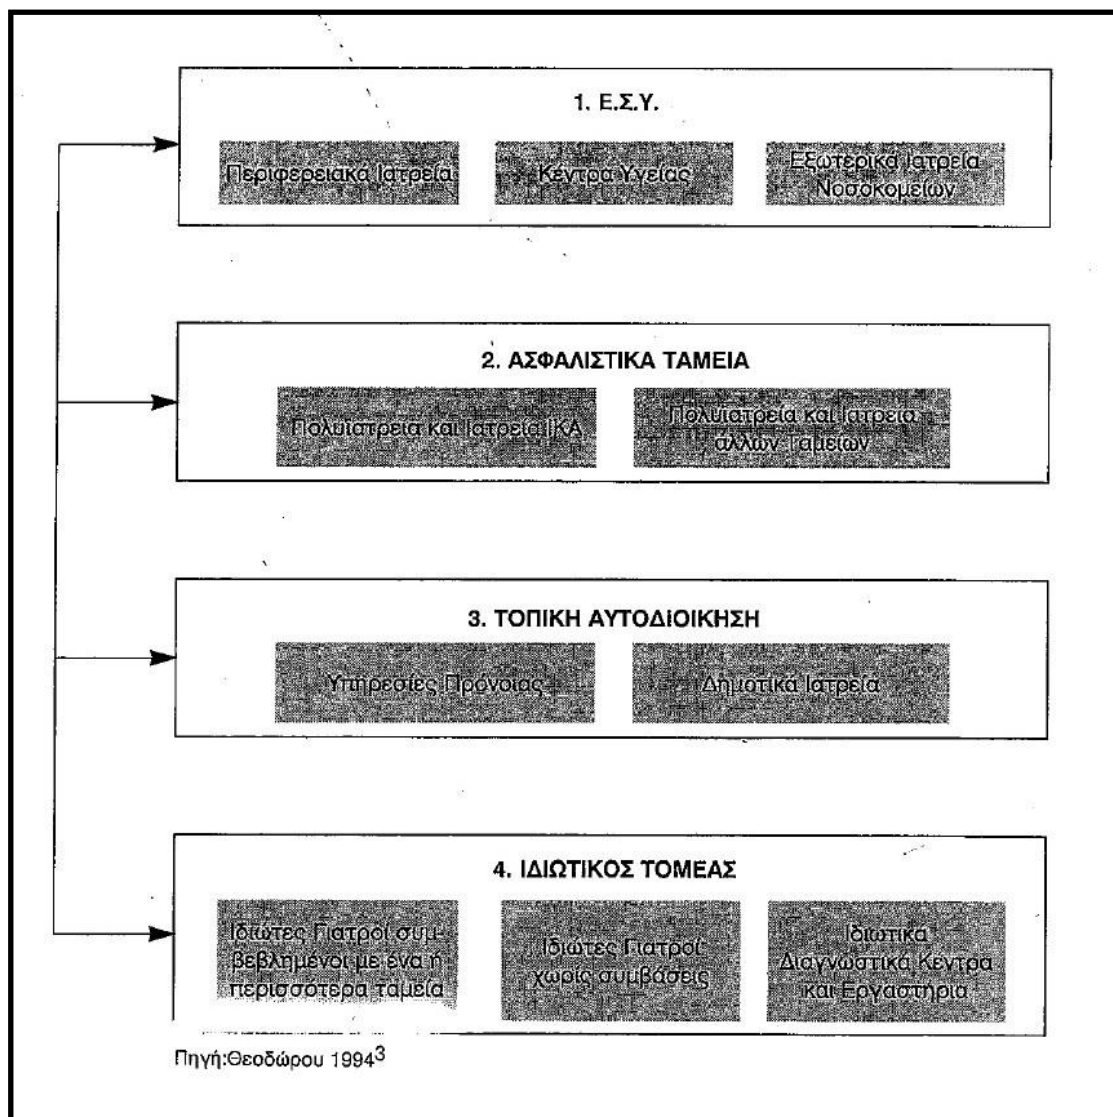 1. Ε.Σ.Υ.
Περιφερειακά Ιατρεία
Κέντρα Υγείας
Εξωτερικά Ιατρεία
Νοσοκομείων
2. ΑΣΦΑΛΙΣΤΙΚΑ ΤΑΜΕΙΑ
Πολυϊατρεία και Ιατρεία ΙΚΑ
Πολυϊατρεία και Ιατρεία
άλλων Ταμείων
3. ΤΟΠΙΚΗ ΑΥΤΟΔΙΟΙΚΗΣΗ
Υπηρεσίες Πρόνοιας
Δημοτικά Ιατρεία
4. ΙΔΙΩΤΙΚΟΣ ΤΟΜΕΑΣ
Ιδιώτες Γιατροί συμ-
βεβλημένοι με ένα ή
περισσότερα ταμεία
Ιδιώτες Γιατροί
χωρίς συμβάσεις
Ιδιωτικά
Διαγνωστικά Κέντρα
και Εργαστήρια
Πηγή:Θεοδώρου 1994³